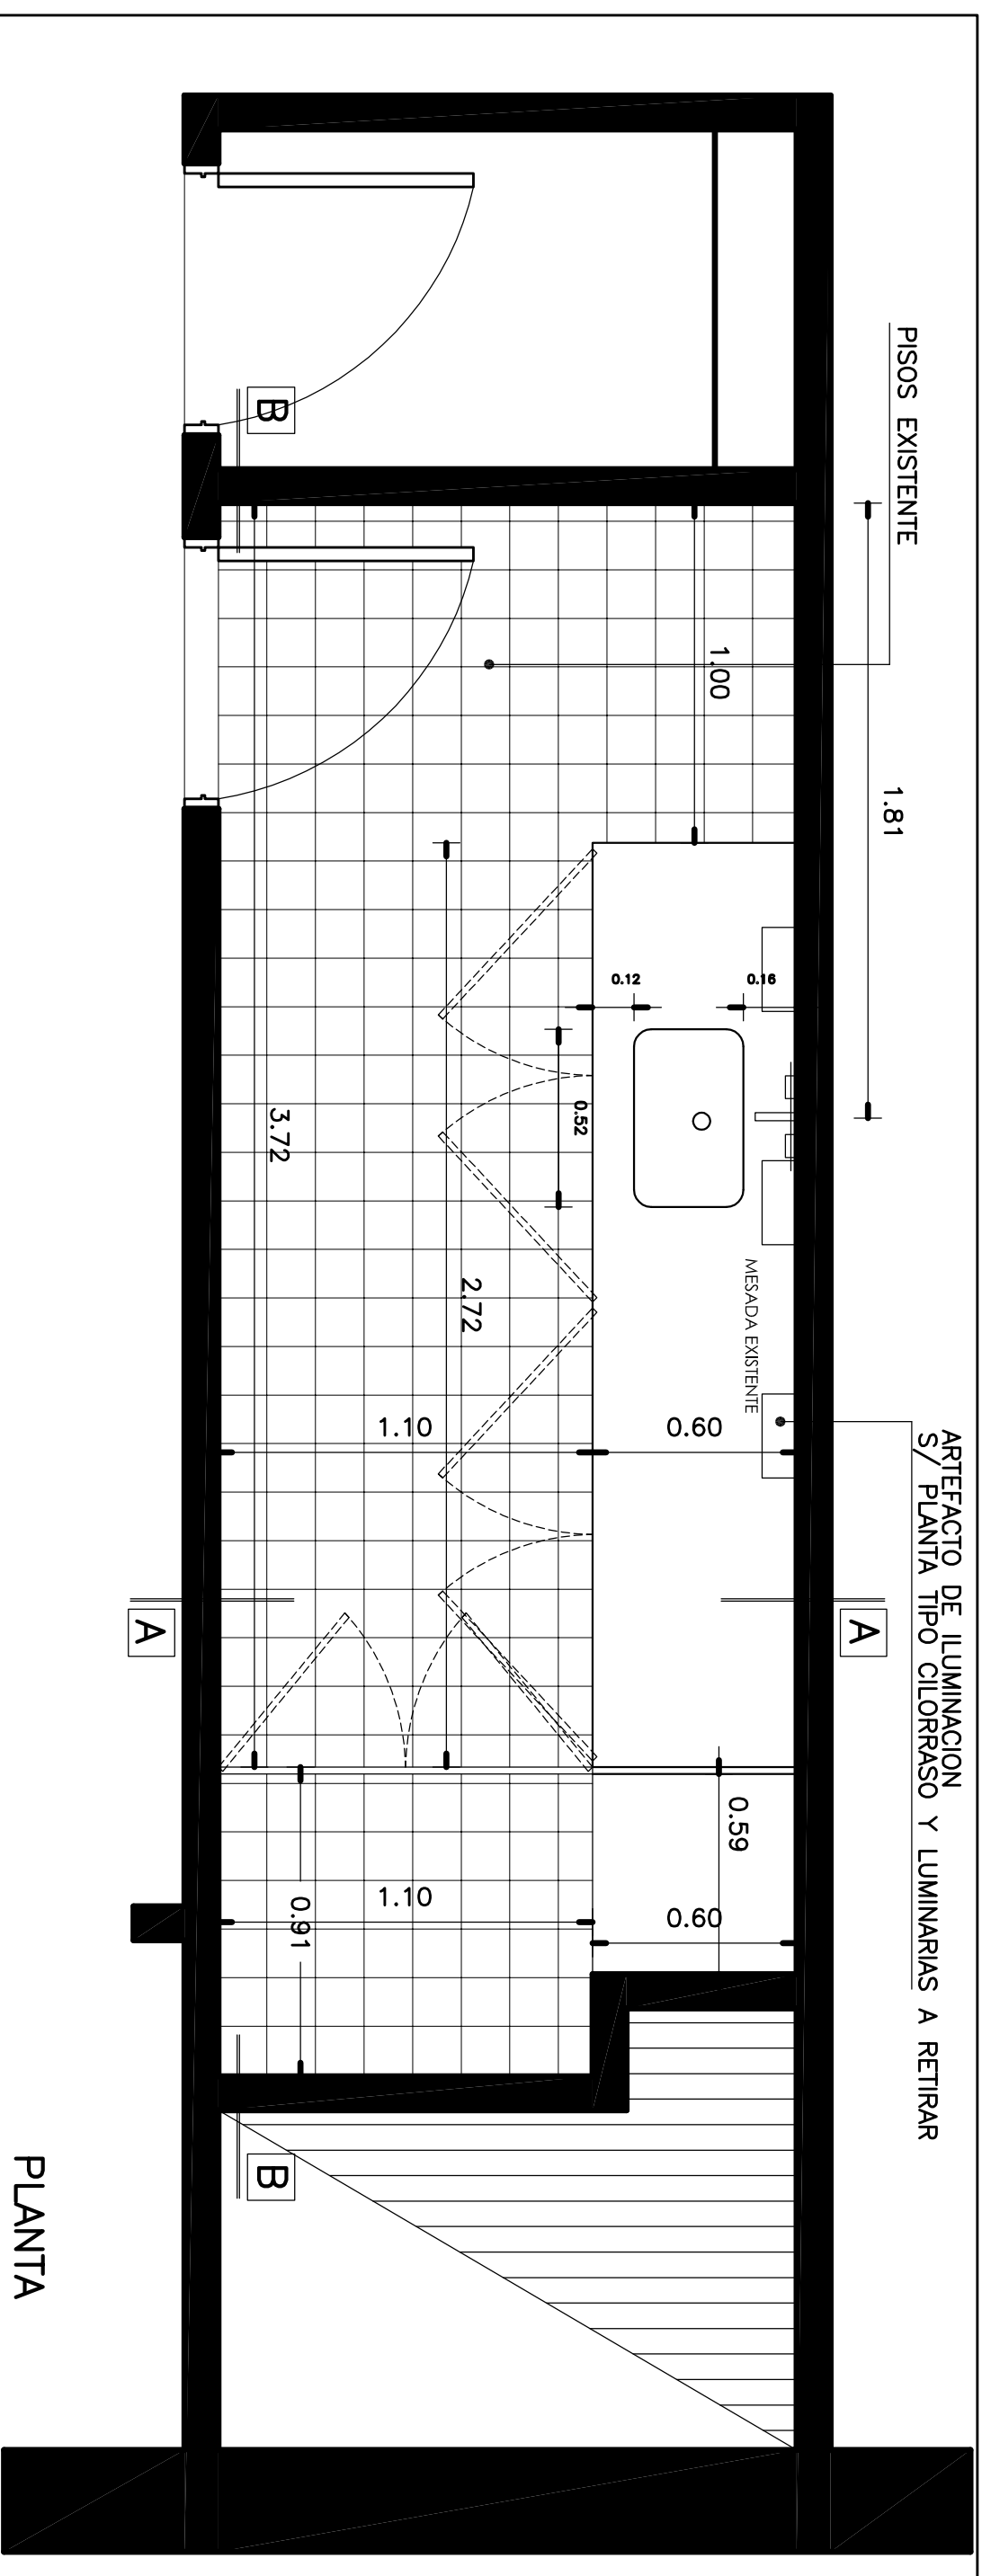 ARTEFACTO DE ILUMINACION
S/ PLANTA TIPO CILORRASO Y LUMINARIAS A RETIRAR
PISOS EXISTENTE
1.81
A
0.16
MESADA EXISTENTE
0.59
1.00
0.60
0.60
0.12
0.52
2.72
1.10
1.10
0.91
3.72
B
B
A
PLANTA